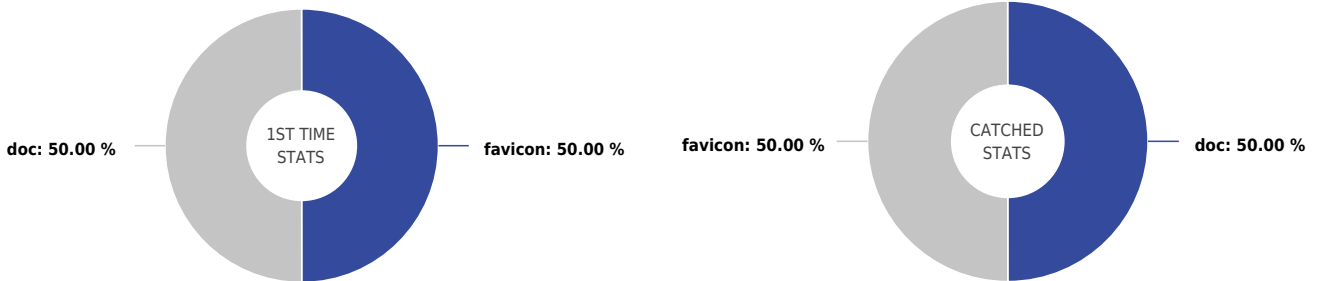 doc: 50.00 %
1ST TIME
STATS
favicon: 50.00 %
favicon: 50.00 %
CATCHED
STATS
doc: 50.00 %